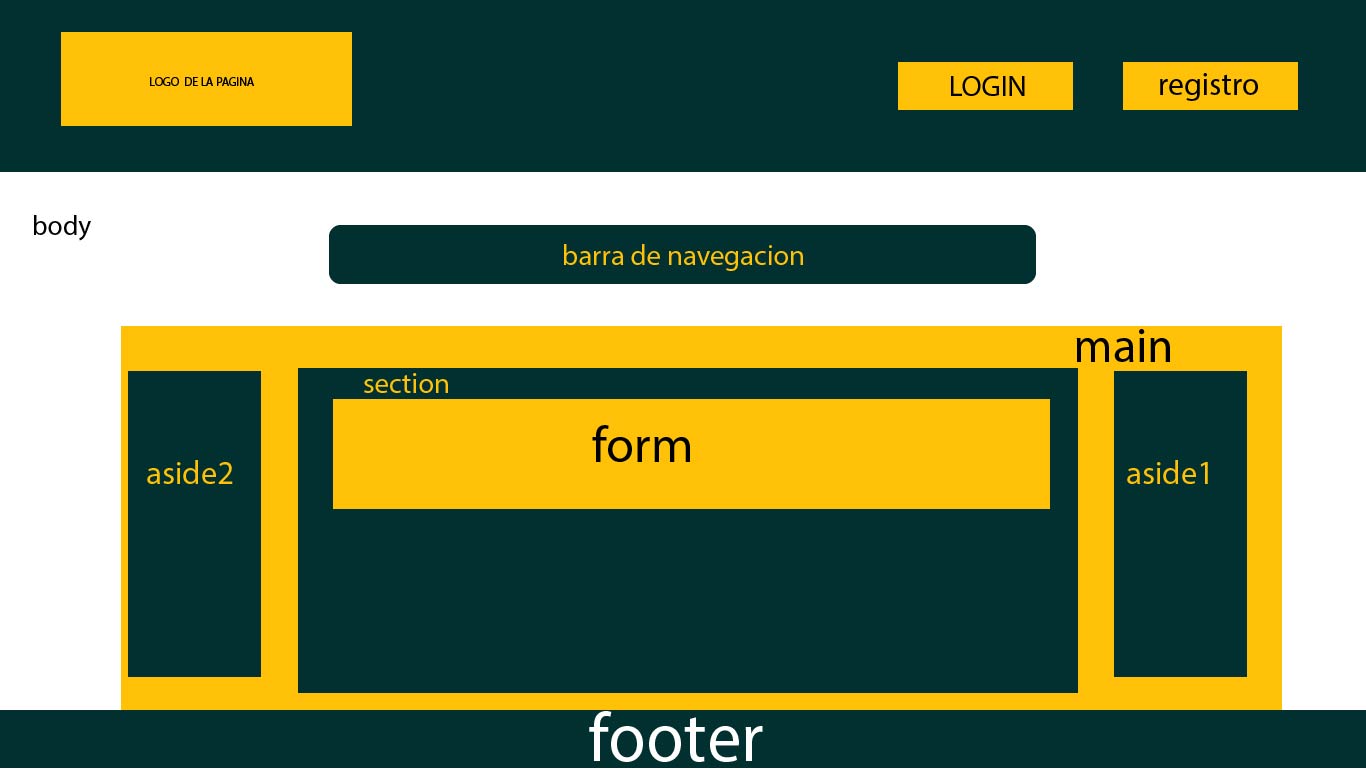 LOGO DE LA PAGINA
LOGIN
registro
body
barra de navegacion
main
section
form
aside2
aside1
footer